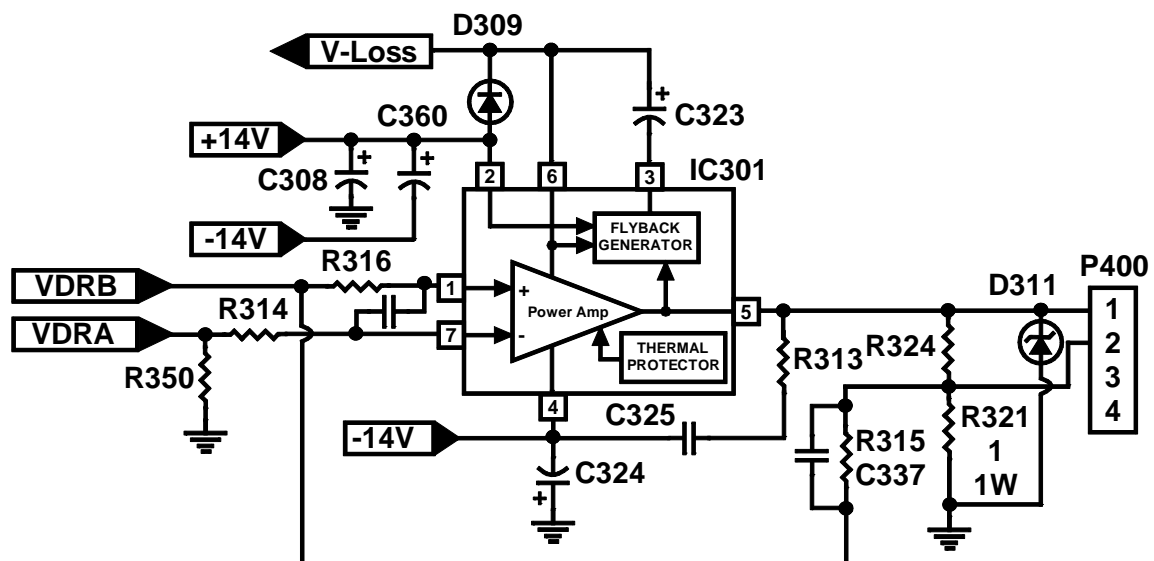 D309
V-Loss
C360
C323
+14V
C308
IC301
2
6
3
-14V
FLYBACK
GENERATOR
R316
VDRB
1
+
P400
R314
D311
Power Amp
5
1
VDRA
7
-
R324
2
THERMAL
PROTECTOR
R313
3
R350
4
4
C325
R321
-14V
R315
1
C324
C337
1W
+
+
+
+